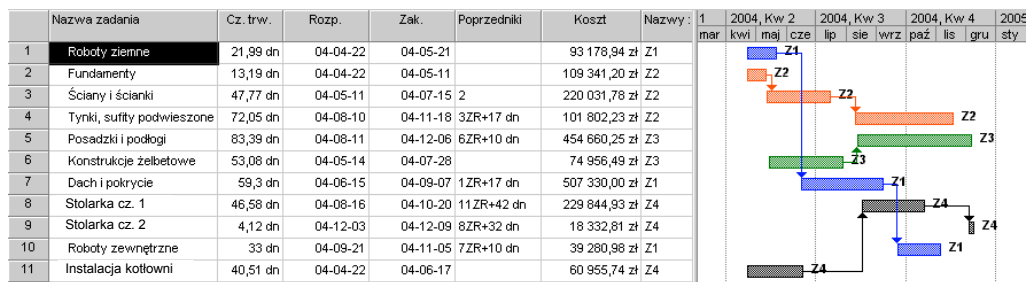 Nazwa zadania Cz. trw. Rozp. Zak. Poprzedniki Koszt Nazwy: 1 2004, Kw 2 2004, Kw 3 2004, Kw 4 2005
mar kwi maj cze lip sie wrz paź lis gru sty
1 Roboty ziemne 21,99 dn 04-04-22 04-05-21 93 178,94 zł Z1 Z1
2 Fundamenty 13,19 dn 04-04-22 04-05-11 109 341,20 zł Z2 Z2
3 Ściany i ścianki 47,77 dn 04-05-11 04-07-15 2 220 031,78 zł Z2 Z2
4 Tynki, sufity podwieszone 72,05 dn 04-08-10 04-11-18 3ZR+17 dn 101 802,23 zł Z2 Z2
5 Posadzki i podłogi 83,39 dn 04-08-11 04-12-06 6ZR+10 dn 454 660,25 zł Z3 Z3
6 Konstrukcje żelbetowe 53,08 dn 04-05-14 04-07-28 74 956,49 zł Z3 Z3
7 Dach i pokrycie 59,3 dn 04-06-15 04-09-07 1ZR+17 dn 507 330,00 zł Z1 Z1
8 Stolarka cz. 1 46,58 dn 04-08-16 04-10-20 11ZR+42 dn 229 844,93 zł Z4 Z4
9 Stolarka cz. 2 4,12 dn 04-12-03 04-12-09 8ZR+32 dn 18 332,81 zł Z4 Z4
10 Roboty zewnętrzne 33 dn 04-09-21 04-11-05 7ZR+10 dn 39 280,98 zł Z1 Z1
11 Instalacja kotłowni 40,51 dn 04-04-22 04-06-17 60 955,74 zł Z4 Z4